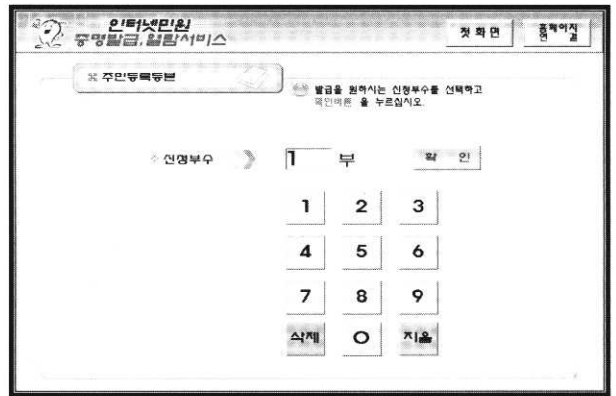 인터넷민원
증명발급,열람서비스
첫화면
홈페이지
연 결
주민등록등본
발급을 원하시는 신청부수를 선택하고
확인버튼 을 누르십시오.
신청부수
1 부
확 인
1 2 3
4 5 6
7 8 9
삭제 0 지움